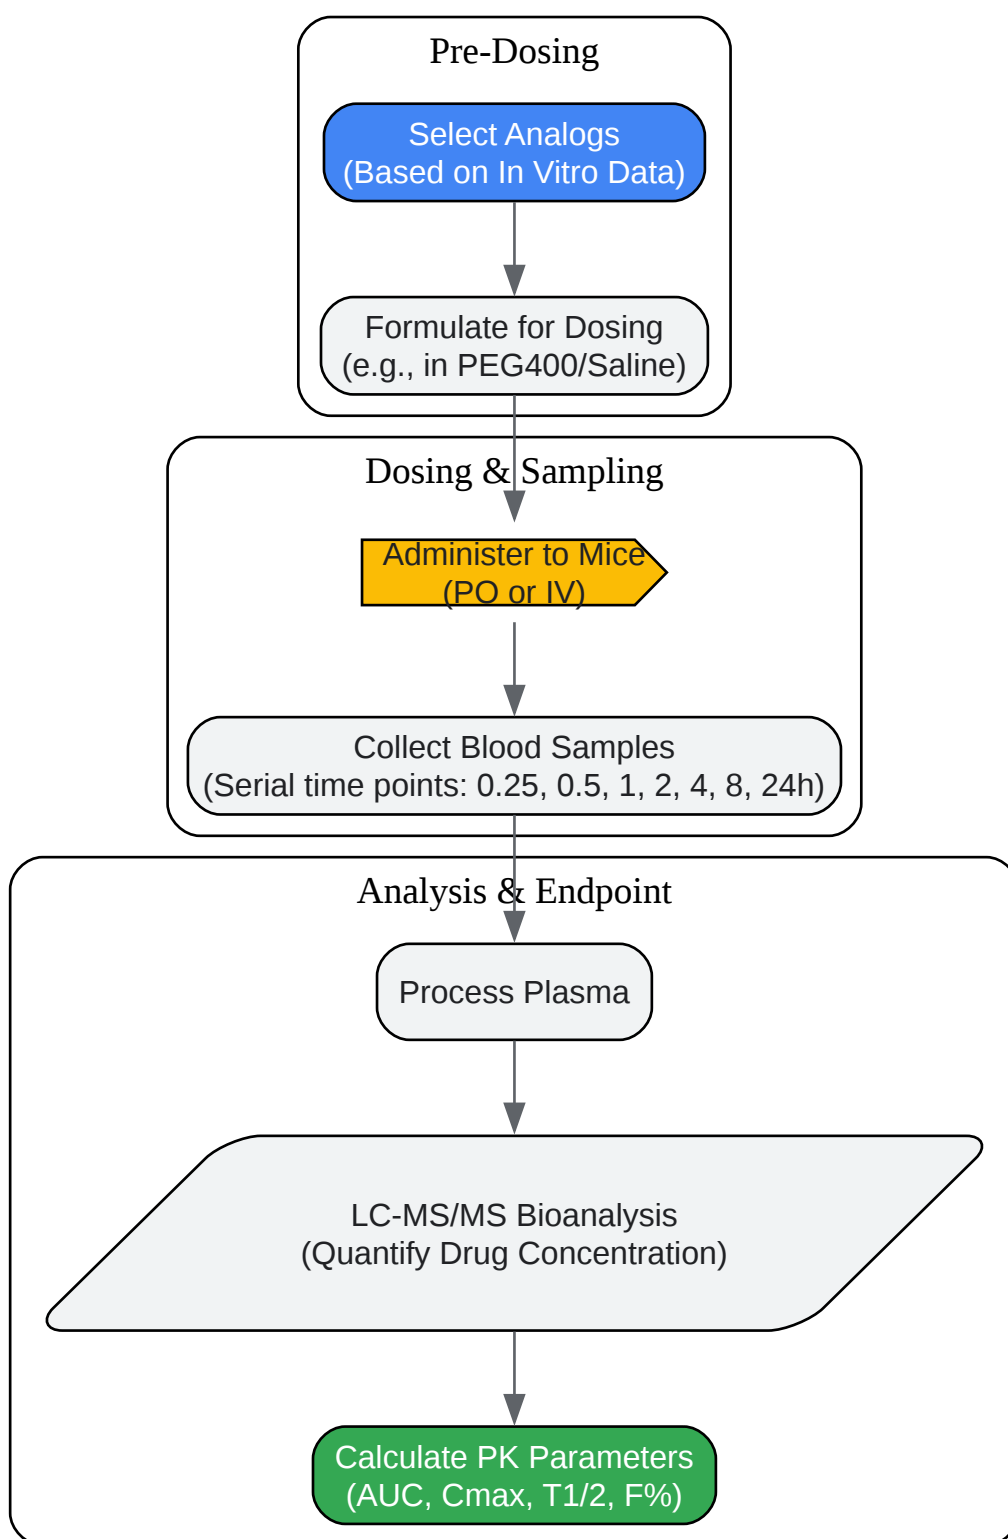 Pre-Dosing
Select Analogs
(Based on In Vitro Data)
Formulate for Dosing
(e.g., in PEG400/Saline)
Dosing & Sampling
Administer to Mice
(PO or IV)
Collect Blood Samples
(Serial time points: 0.25, 0.5, 1, 2, 4, 8, 24h)
Analysis & Endpoint
Process Plasma
LC-MS/MS Bioanalysis
(Quantify Drug Concentration)
Calculate PK Parameters
(AUC, Cmax, T1/2, F%)